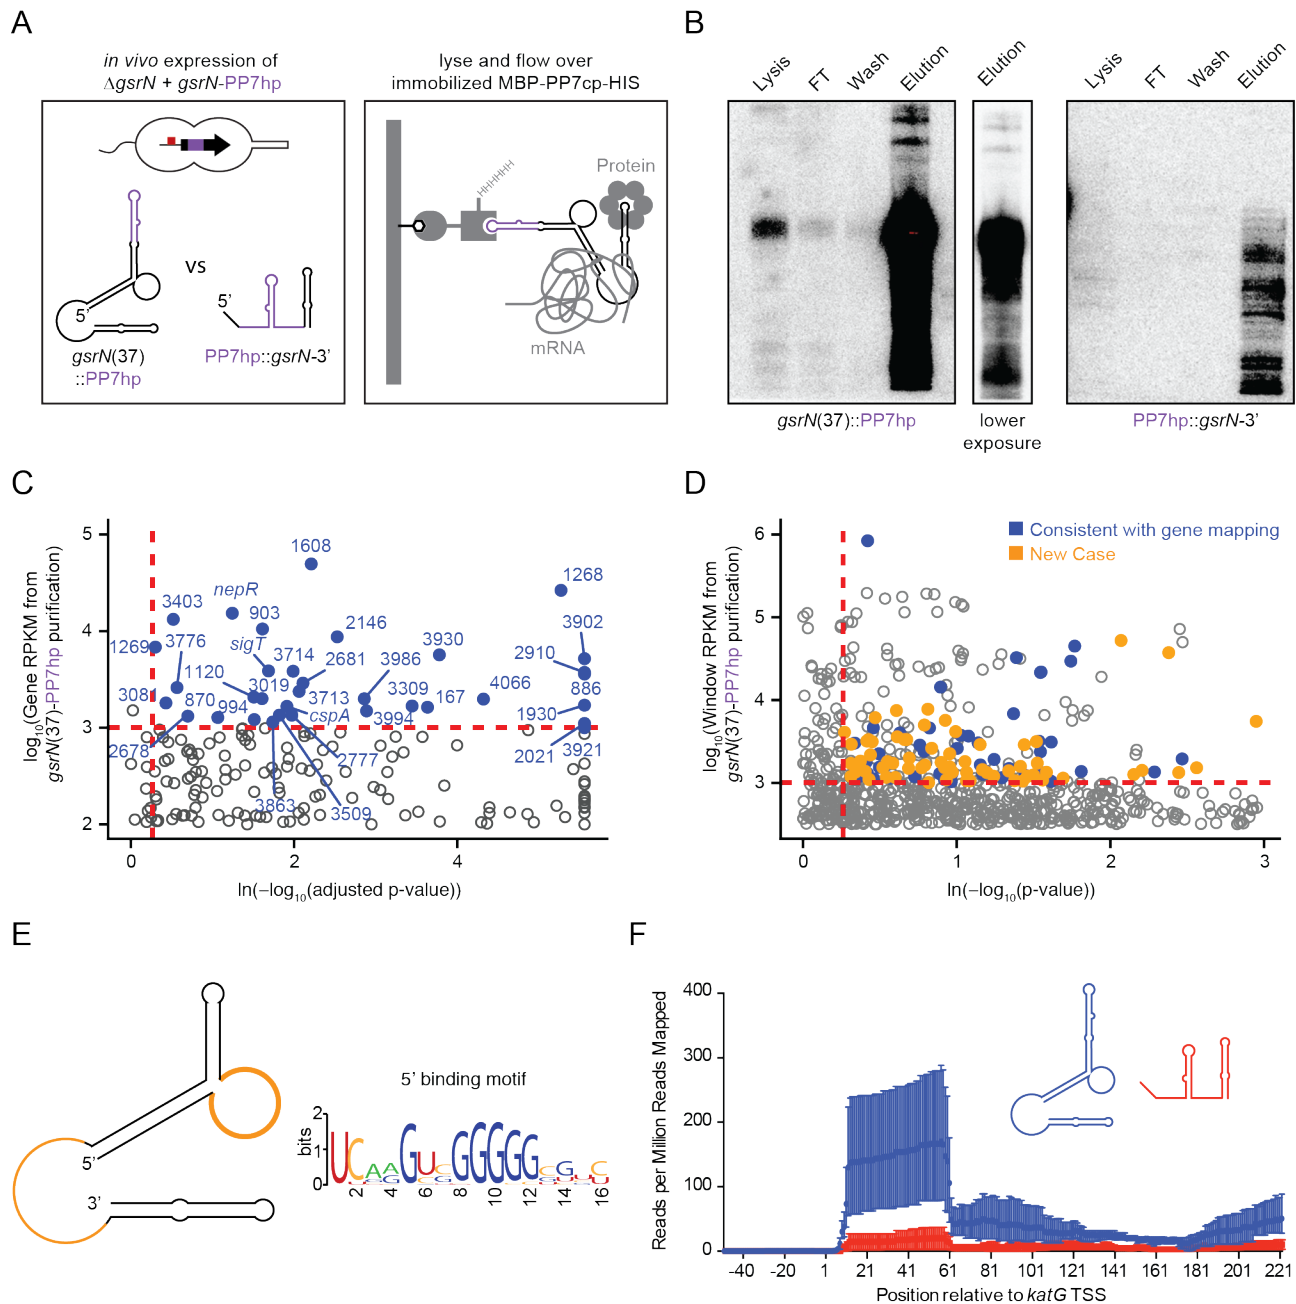 A
in vivo expression of
ΔgsrN + gsrN-PP7hp
5'
gsrN(37)
::PP7hp
vs
5'
PP7hp::gsrN-3'
lyse and flow over
immobilized MBP-PP7cp-HIS
HHHHHH
Protein
mRNA
B
Lysis
FT
Wash
Elution
gsrN(37)::PP7hp
Elution
lower
exposure
Lysis
FT
Wash
Elution
PP7hp::gsrN-3'
C
log10(Gene RPKM from
gsrN(37)-PP7hp purification)
5
4
3
2
1608
1268
nepR
3403
903
2146
3902
1269
3776
sigT
3714
2681
3986
3930
2910
1120
3019
3713
3309
167
4066
886
870
994
cspA
3994
1930
2678
2777
2021
3921
3863
3509
0
2
4
ln(−log10(adjusted p-value))
D
log10(Window RPKM from
gsrN(37)-PP7hp purification)
6
5
4
3
Consistent with gene mapping
New Case
0
1
2
3
ln(−log10(p-value))
E
5'
3'
5' binding motif
bits
2
1
0
2
4
6
8
10
12
14
16
F
Reads per Million Reads Mapped
400
300
200
100
0
-40
-20
1
21
41
61
81
101
121
141
161
181
201
221
Position relative to katG TSS